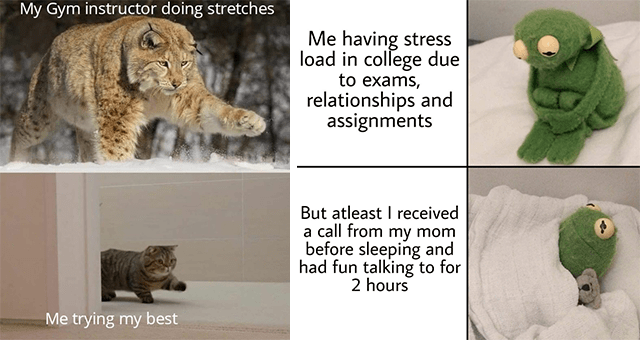 My Gym instructor doing stretches
Me trying my best
Me having stress
load in college due
to exams,
relationships and
assignments
But atleast I received
a call from my mom
before sleeping and
had fun talking to for
2 hours